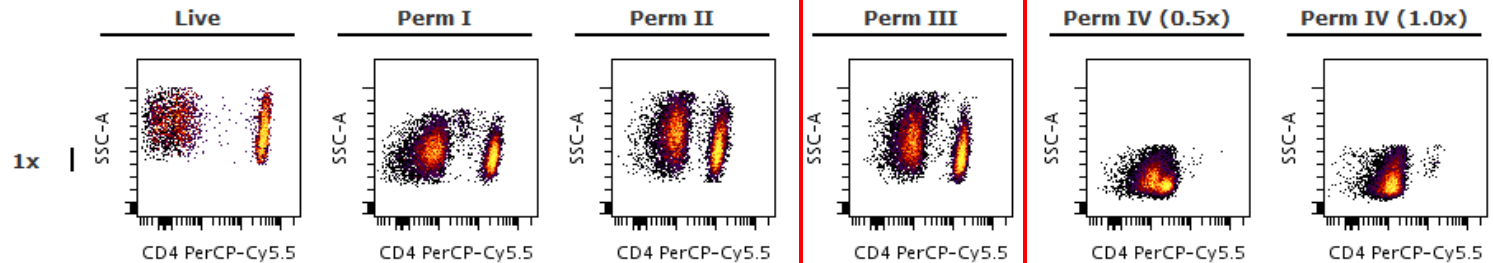 Live Perm I Perm II Perm III Perm IV (0.5x) Perm IV (1.0x)
1x
SSC-A SSC-A SSC-A SSC-A SSC-A SSC-A
CD4 PerCP-Cy5.5 CD4 PerCP-Cy5.5 CD4 PerCP-Cy5.5 CD4 PerCP-Cy5.5 CD4 PerCP-Cy5.5 CD4 PerCP-Cy5.5